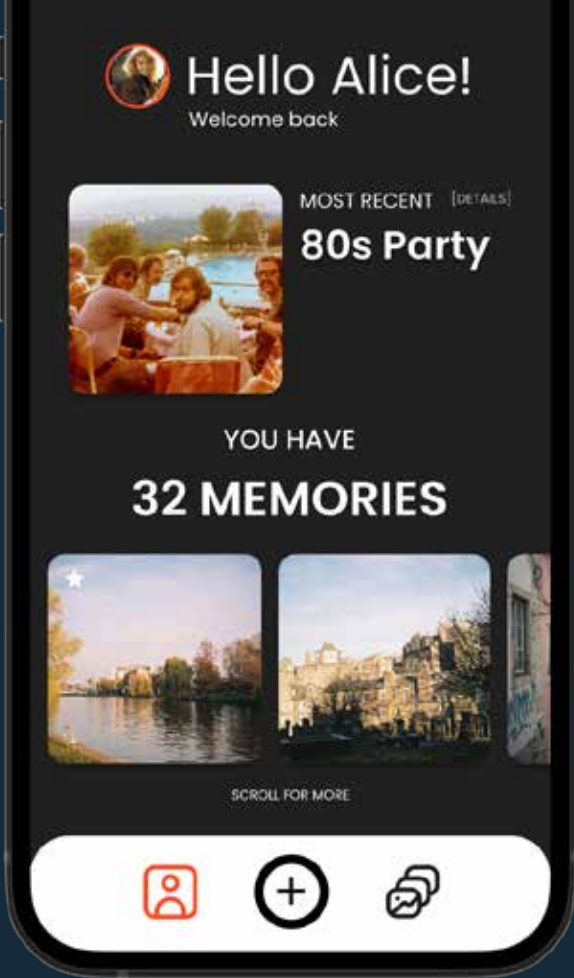 Hello Alice!
Welcome back
MOST RECENT [DETAILS]
80s Party
YOU HAVE
32 MEMORIES
SCROLL FOR MORE